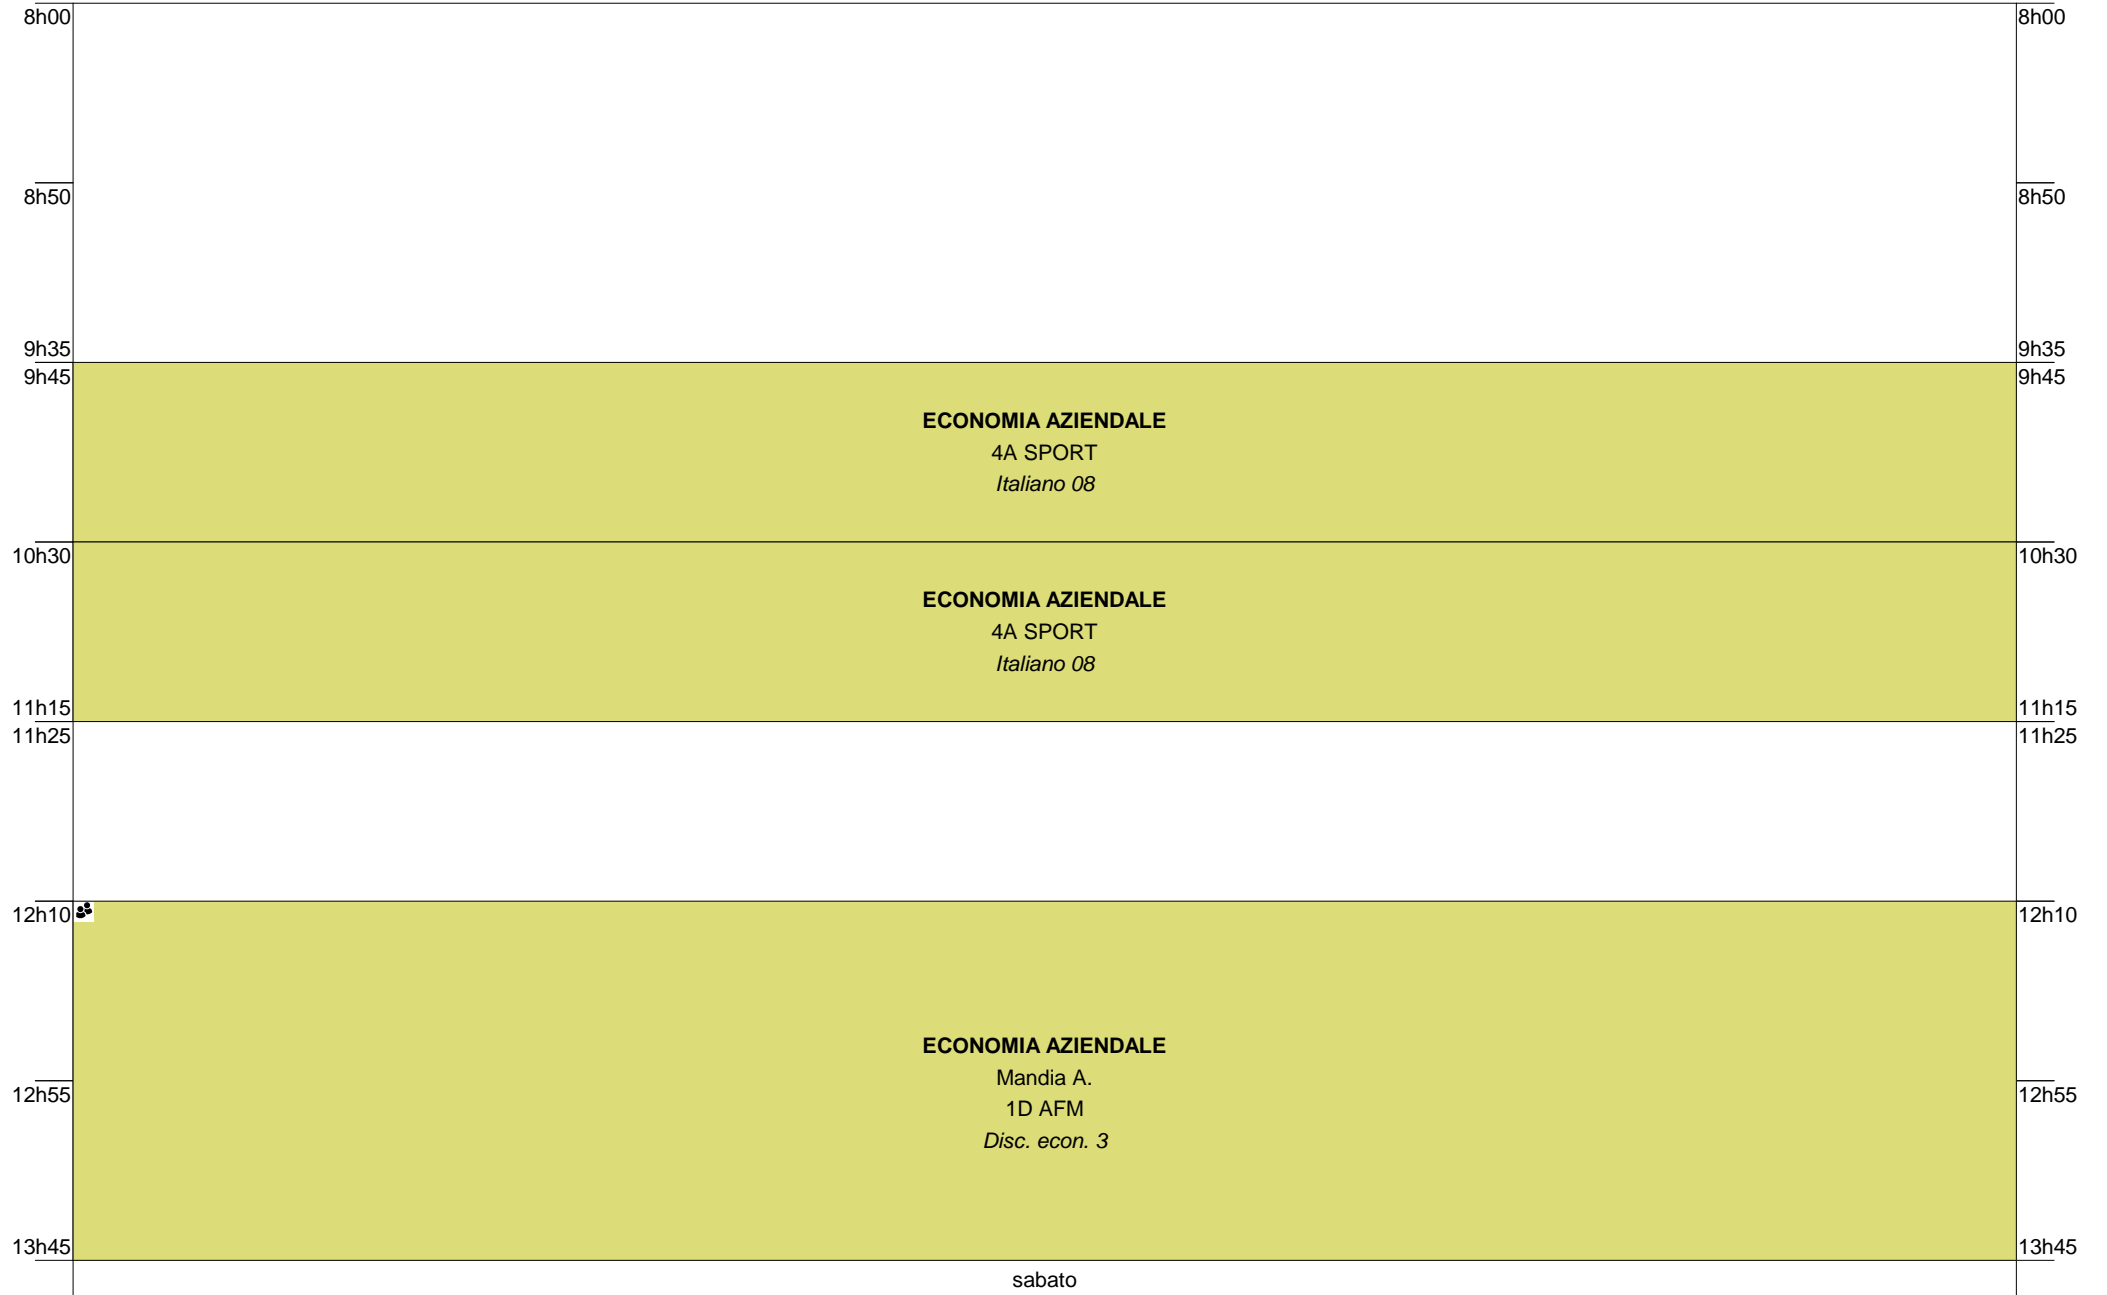 8h00 8h00
8h50 8h50
9h35 9h35
9h45 9h45
ECONOMIA AZIENDALE
4A SPORT
Italiano 08
10h30 10h30
ECONOMIA AZIENDALE
4A SPORT
Italiano 08
11h15 11h15
11h25 11h25
12h10 12h10
ECONOMIA AZIENDALE
Mandia A.
12h55 12h55
1D AFM
Disc. econ. 3
13h45 13h45
sabato